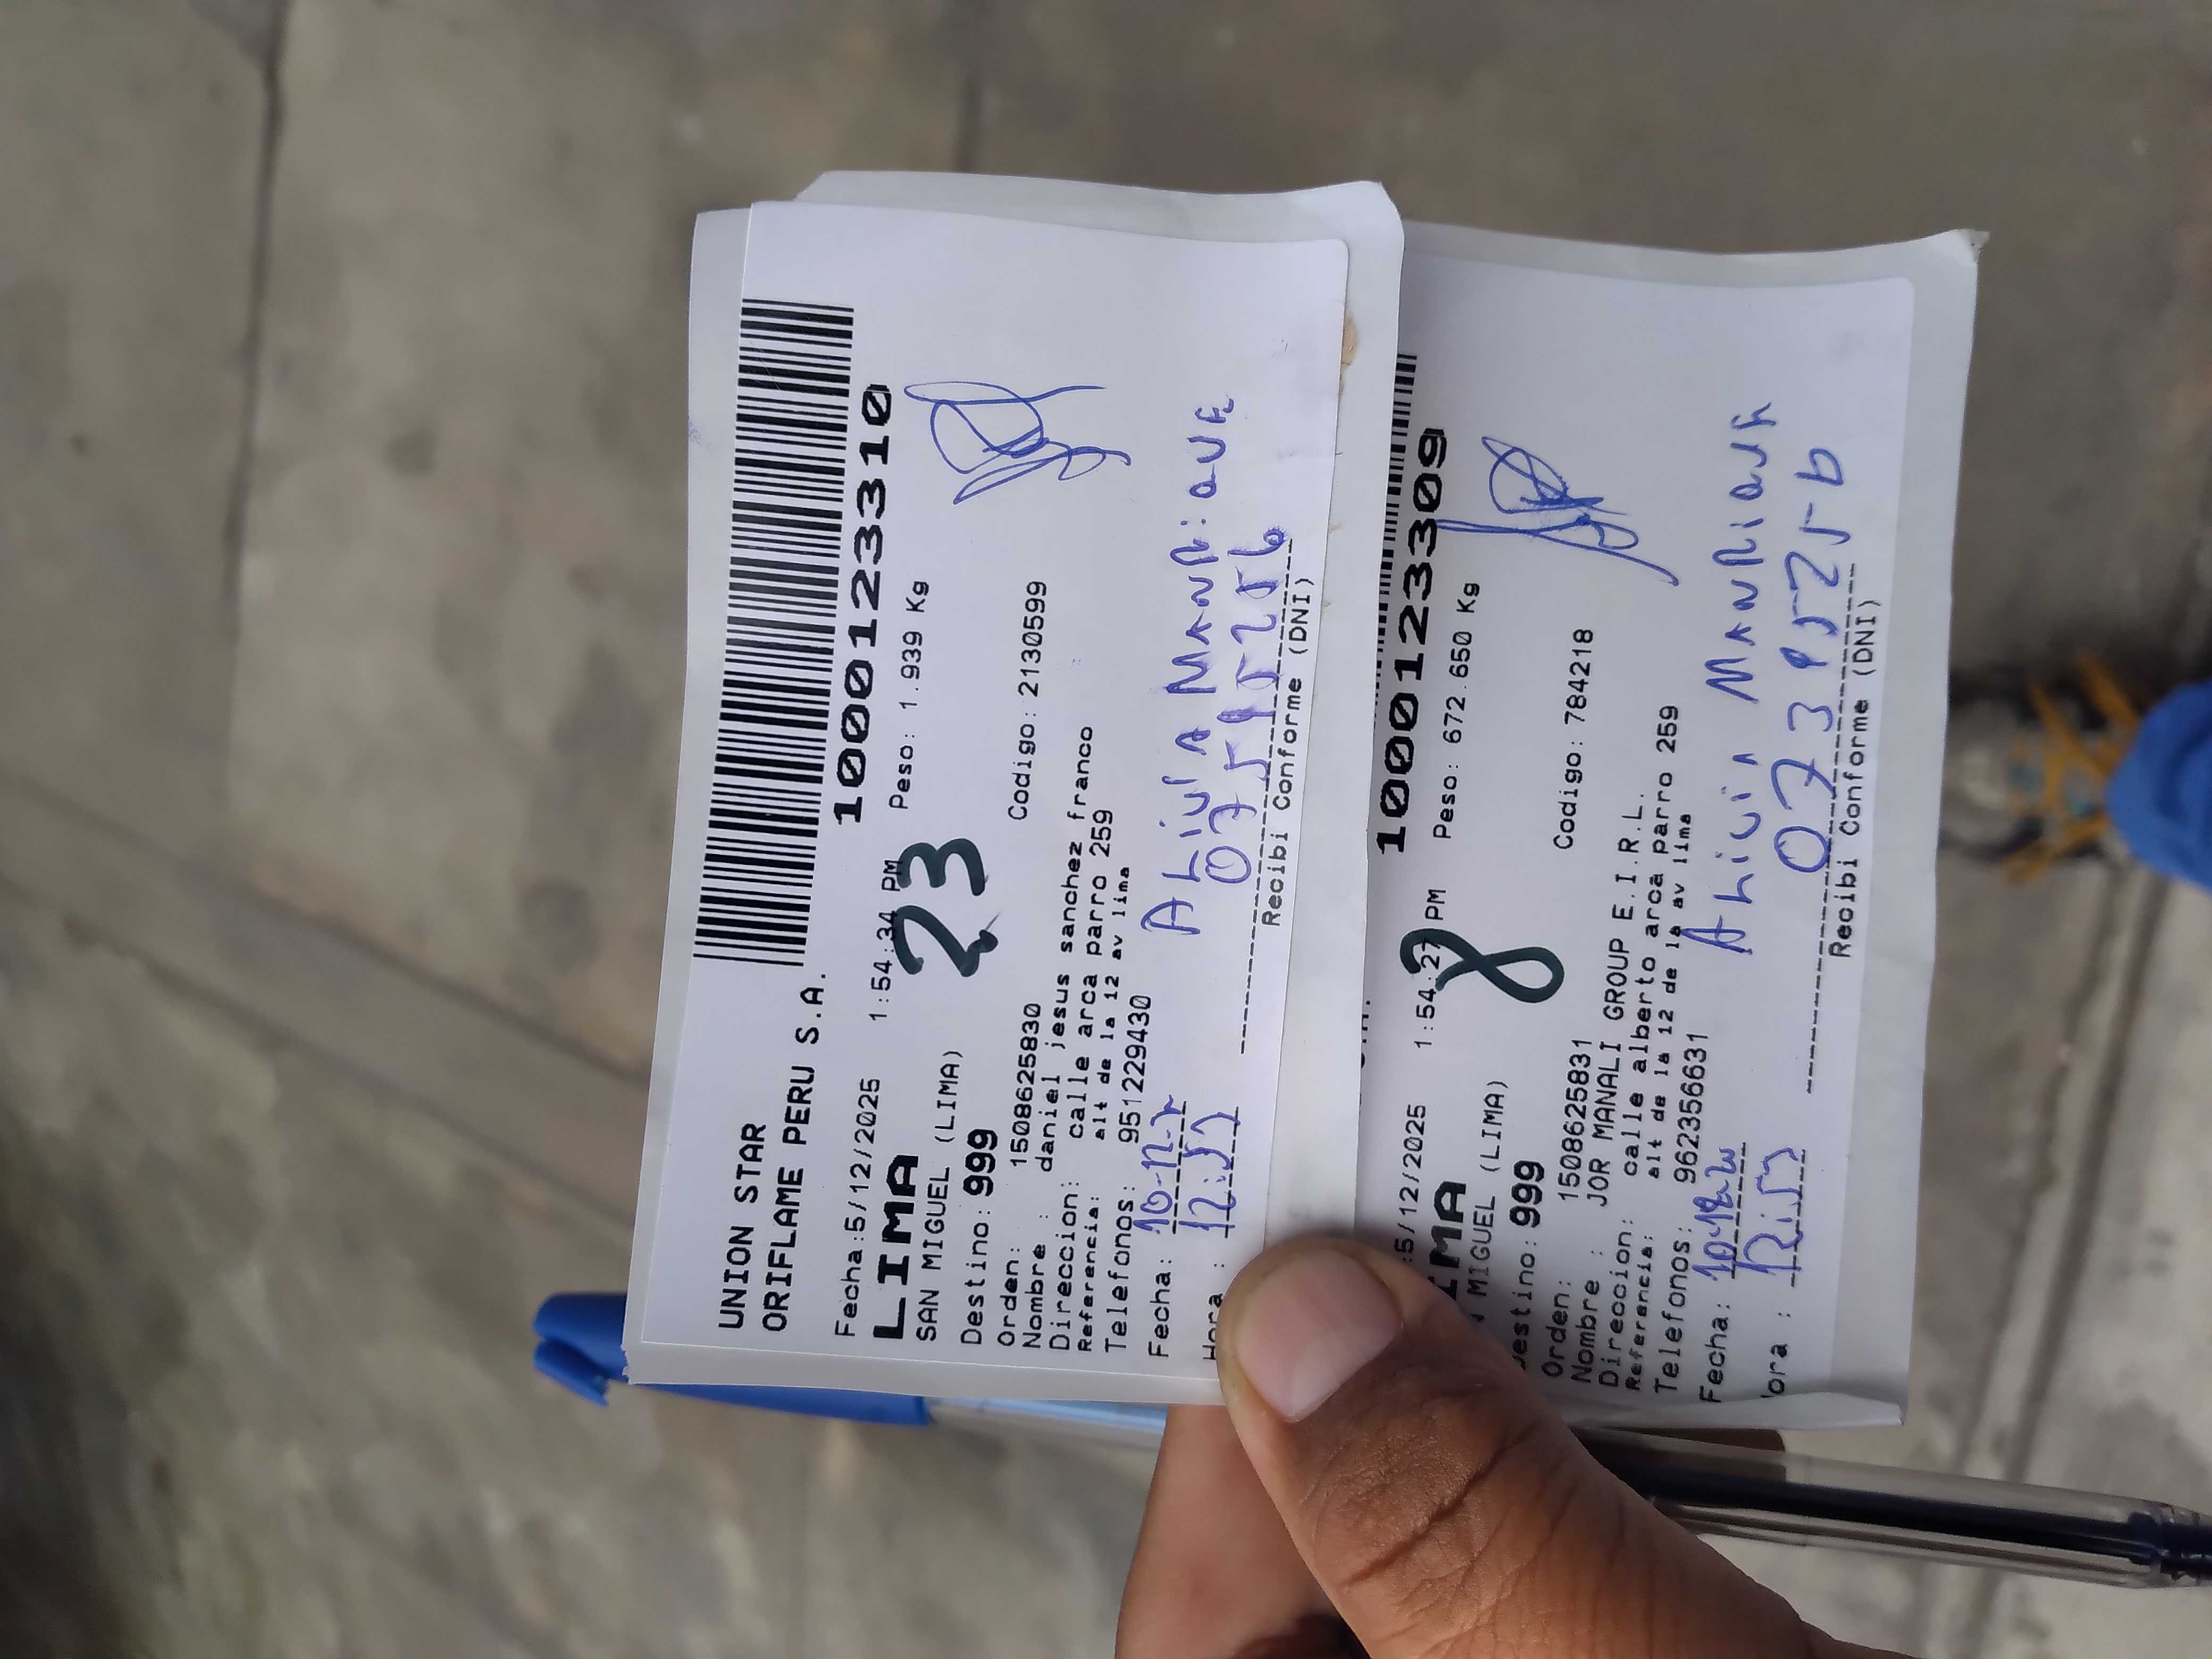 UNION STAR
ORIFLAME PERU S.A.
1000123310
Fecha:5/12/2025 1:54:34 PM
LIMA Peso: 1.939 Kg
SAN MIGUEL (LIMA) 23
Destino: 999 Codigo: 2130599
Orden: 1508625830
Nombre : daniel jesus sanchez franco
Direccion: calle arca parro 259
Referencia: alt de la 12 av lima
Telefonos: 951229430
Fecha:
Hora :
Recibi Conforme (DNI)
1000123309
:5/12/2025 1:54:27 PM
IMA Peso: 672.650 Kg
MIGUEL (LIMA) 8
estino: 999 Codigo: 784218
Orden: 1508625831
Nombre : JOR MANALI GROUP E.I.R.L.
Direccion: calle alberto arca parro 259
Referencia: alt de la 12 de la av lima
Telefonos: 962356631
Fecha:
ora :
Recibi Conforme (DNI)